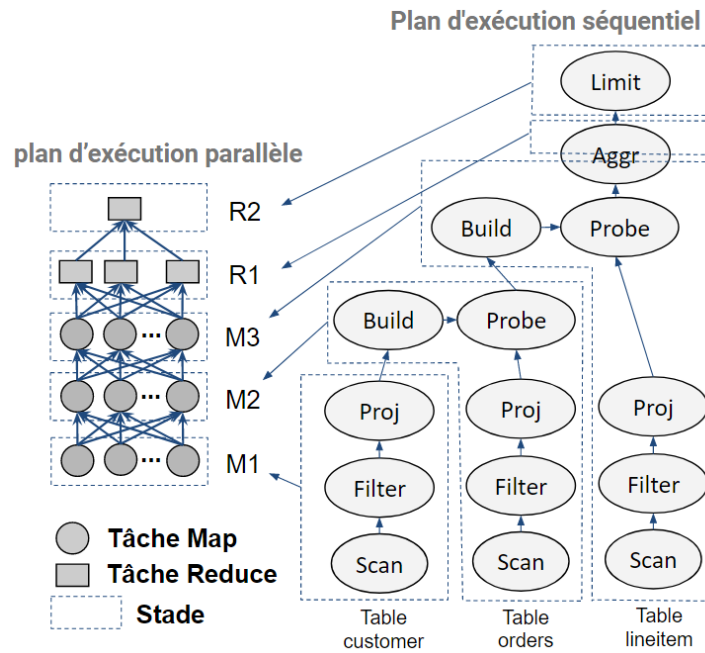 Plan d'exécution séquentiel
Limit
plan d'exécution parallèle
Aggr
R2
Build
Probe
R1
M3
Build
Probe
M2
Proj
Proj
Proj
M1
Filter
Filter
Filter
Tâche Map
Scan
Scan
Scan
Tâche Reduce
Stade
Table
customer
Table
orders
Table
lineitem